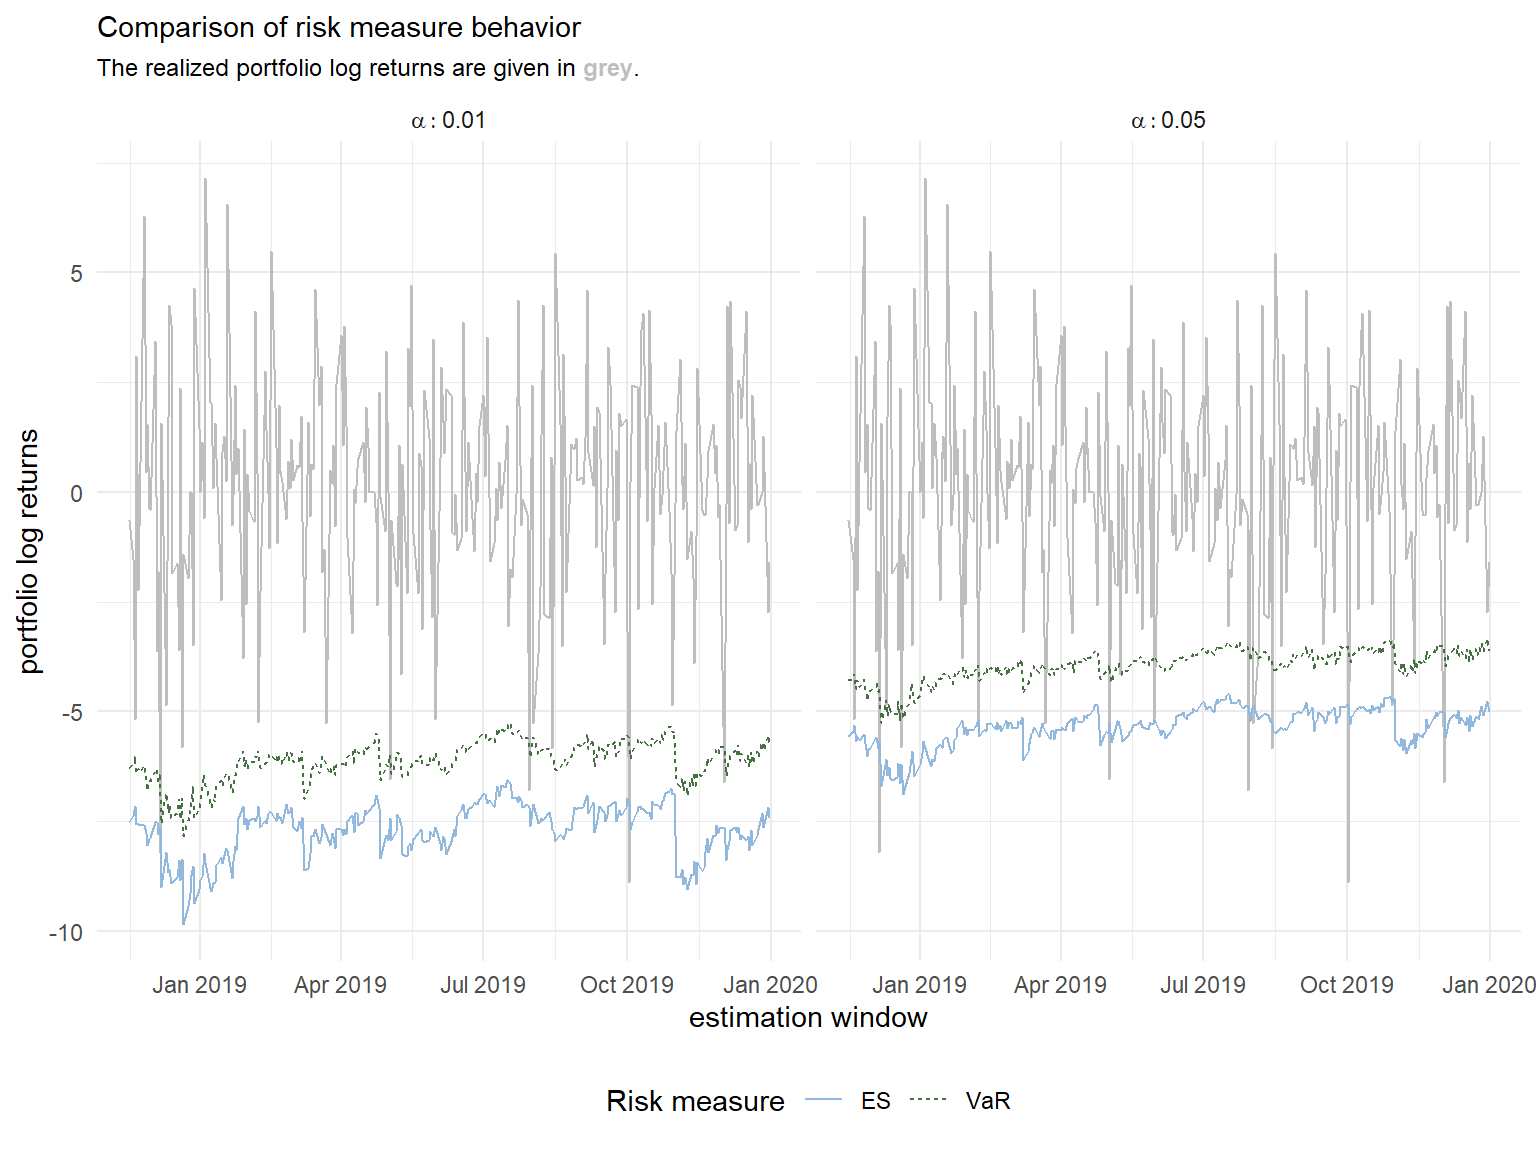 Comparison of risk measure behavior
The realized portfolio log returns are given in grey.
α : 0.01
α : 0.05
portfolio log returns
5
0
-5
-10
Jan 2019 Apr 2019 Jul 2019 Oct 2019 Jan 2020 Jan 2019 Apr 2019 Jul 2019 Oct 2019 Jan 2020
estimation window
Risk measure ES VaR